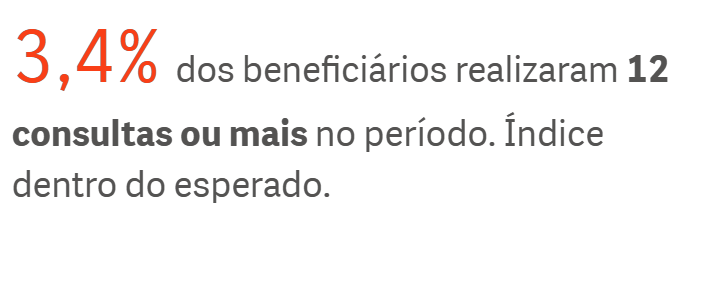 3,4% dos beneficiários realizaram 12
consultas ou mais no período. Índice
dentro do esperado.